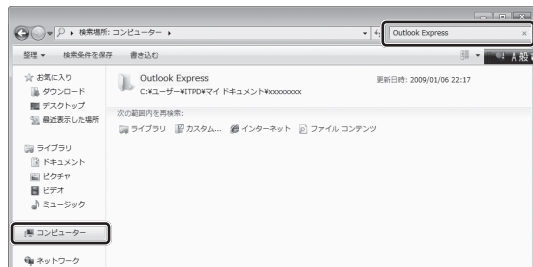 検索場所: コンピューター
Outlook Express
整理 検索条件を保存 書き込む
A 般
お気に入り
ダウンロード
デスクトップ
最近表示した場所
ライブラリ
ドキュメント
ピクチャ
ビデオ
ミュージック
コンピューター
ネットワーク
Outlook Express
C:¥ユーザー¥ITPD¥マイ ドキュメント¥xxxxxxxx
更新日時: 2009/01/06 22:17
次の範囲内を再検索:
ライブラリ カスタム... インターネット ファイル コンテンツ